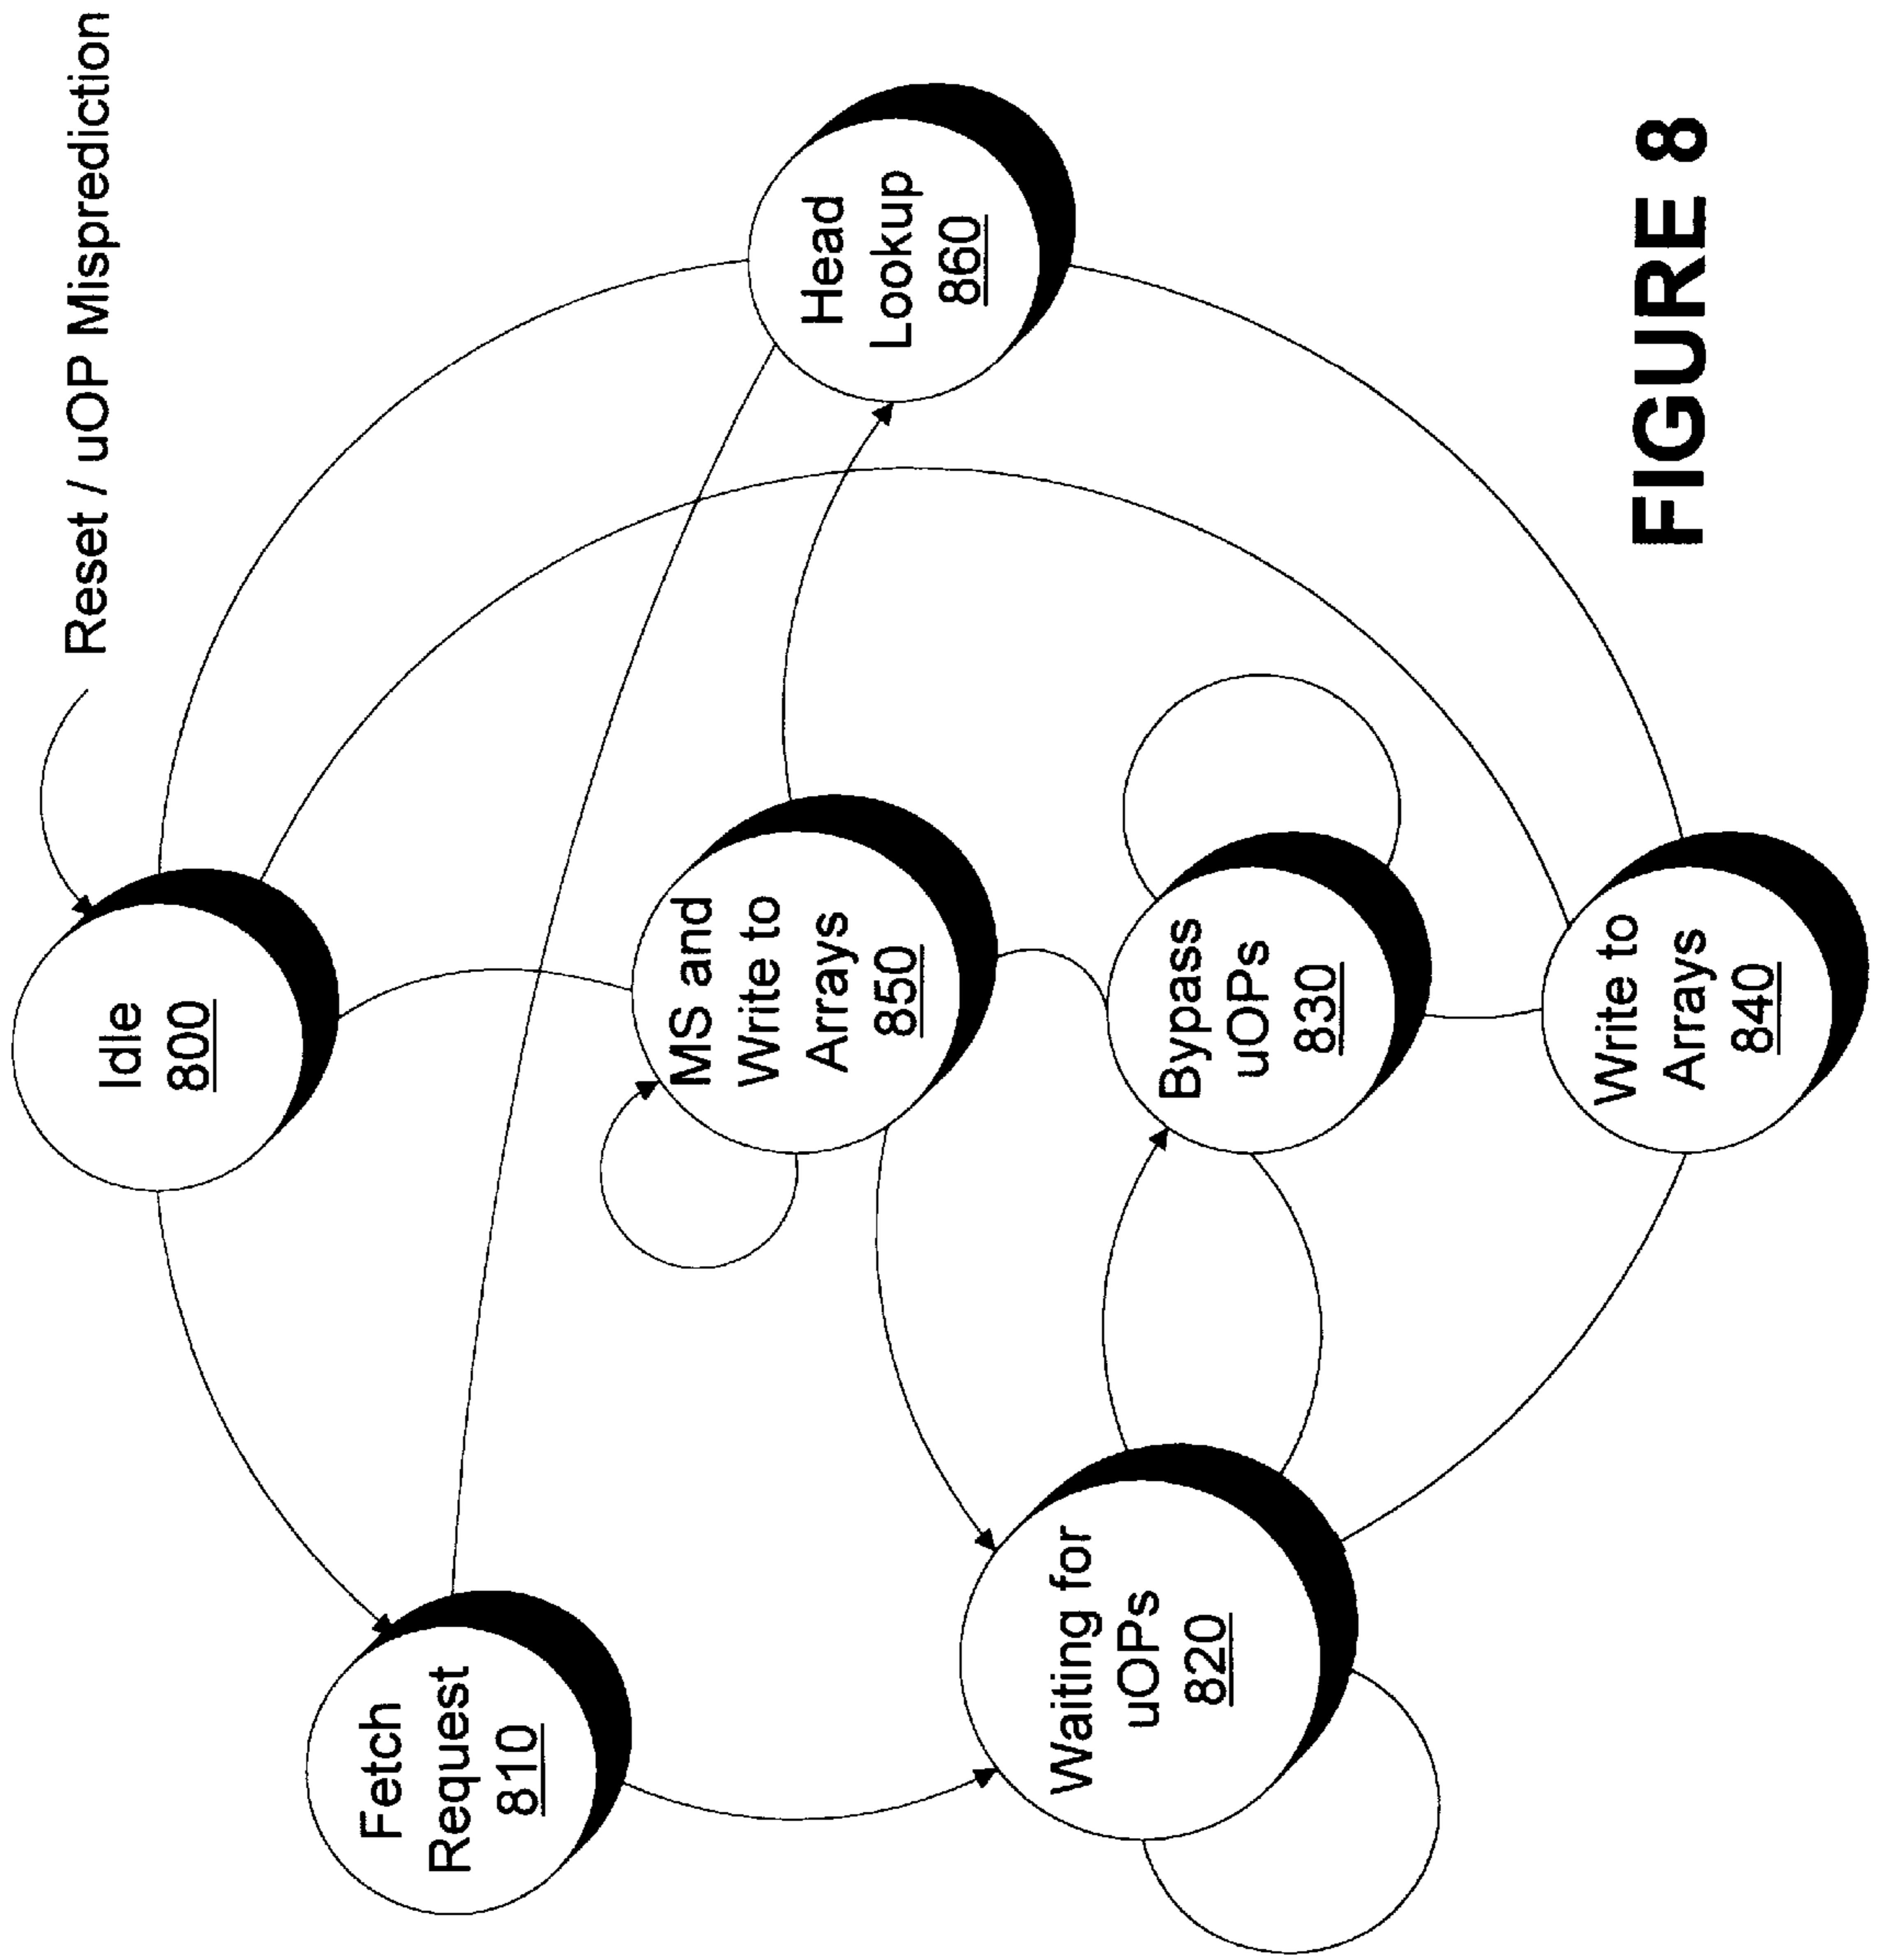 Reset / uOP Misprediction
Idle
800
Fetch
Request
810
MS and
Write to
Arrays
850
Head
Lookup
860
Waiting for
uOPs
820
Bypass
uOPs
830
Write to
Arrays
840
FIGURE 8